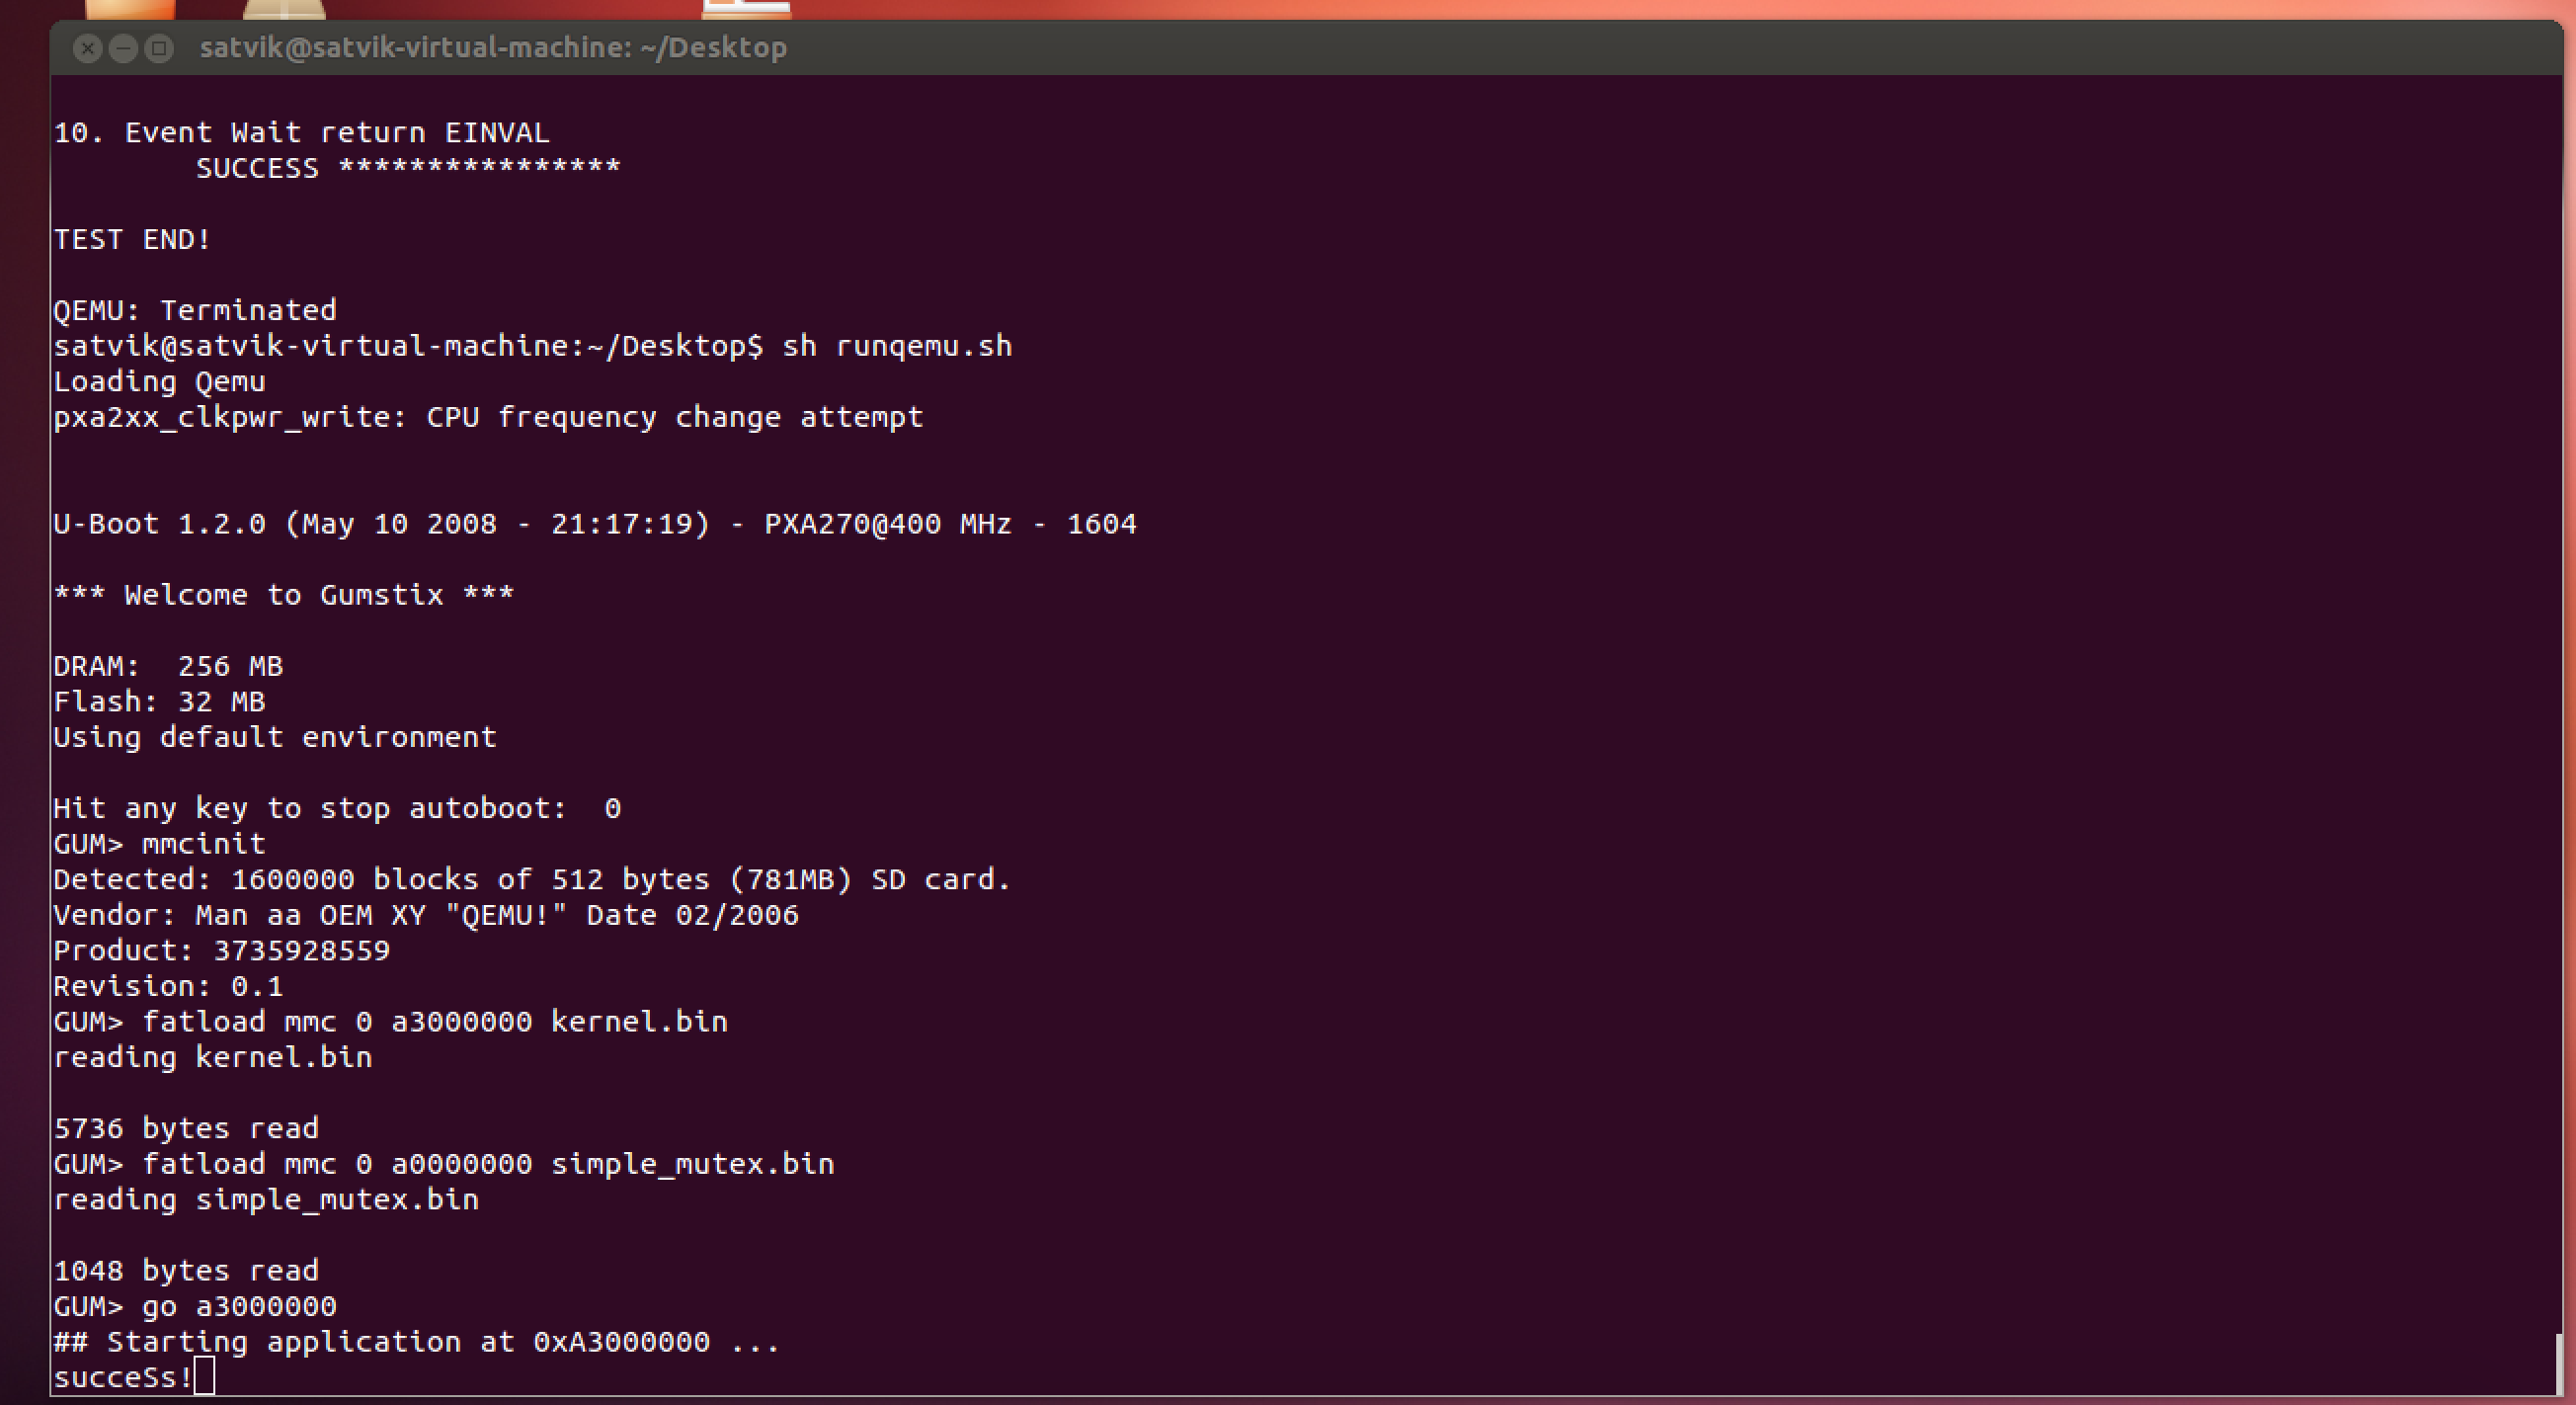 satvik@satvik-virtual-machine: ~/Desktop
10. Event Wait return EINVAL
SUCCESS ****************
TEST END!
QEMU: Terminated
satvik@satvik-virtual-machine:~/Desktop$ sh runqemu.sh
Loading Qemu
pxa2xx_clkpwr_write: CPU frequency change attempt
U-Boot 1.2.0 (May 10 2008 - 21:17:19) - PXA270@400 MHz - 1604
*** Welcome to Gumstix ***
DRAM:  256 MB
Flash: 32 MB
Using default environment
Hit any key to stop autoboot:  0
GUM> mmcinit
Detected: 1600000 blocks of 512 bytes (781MB) SD card.
Vendor: Man aa OEM XY "QEMU!" Date 02/2006
Product: 3735928559
Revision: 0.1
GUM> fatload mmc 0 a3000000 kernel.bin
reading kernel.bin
5736 bytes read
GUM> fatload mmc 0 a0000000 simple_mutex.bin
reading simple_mutex.bin
1048 bytes read
GUM> go a3000000
## Starting application at 0xA3000000 ...
succeSs!